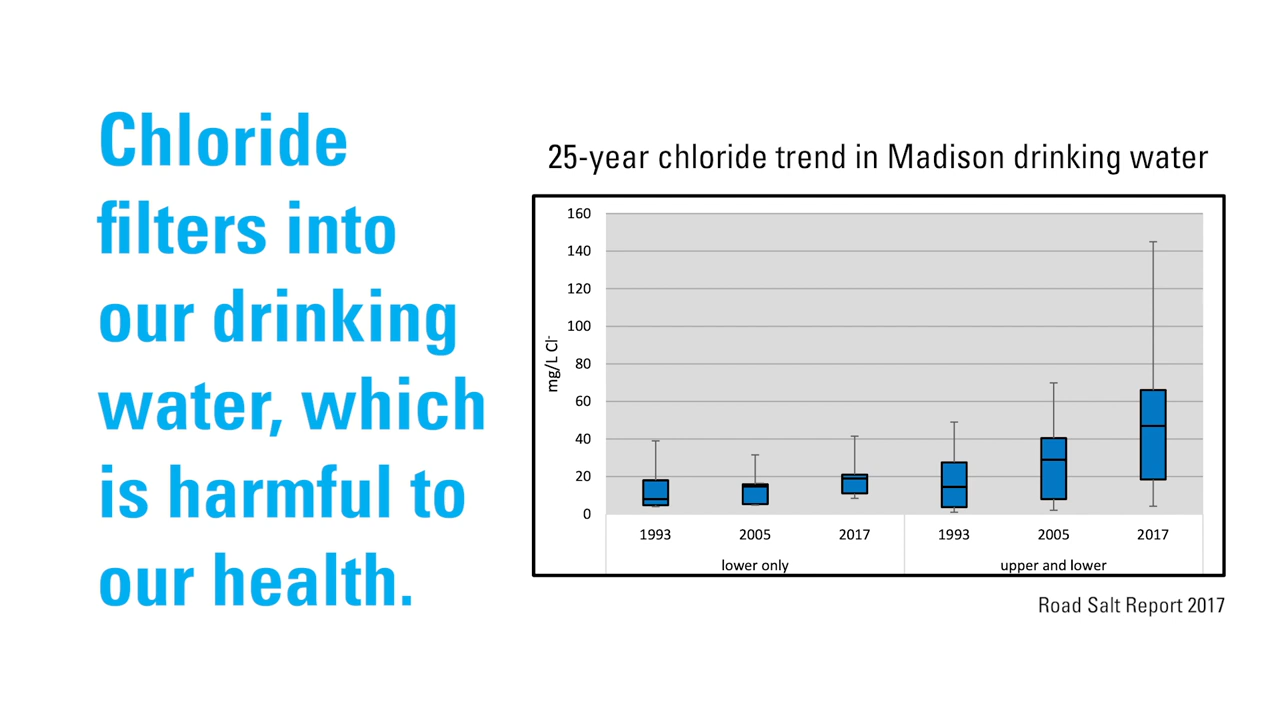 Chloride
filters into
our drinking
water, which
is harmful to
our health.
25-year chloride trend in Madison drinking water
160
140
120
100
80
60
40
20
0
mg/L Cl-
1993
2005
2017
1993
2005
2017
lower only
upper and lower
Road Salt Report 2017